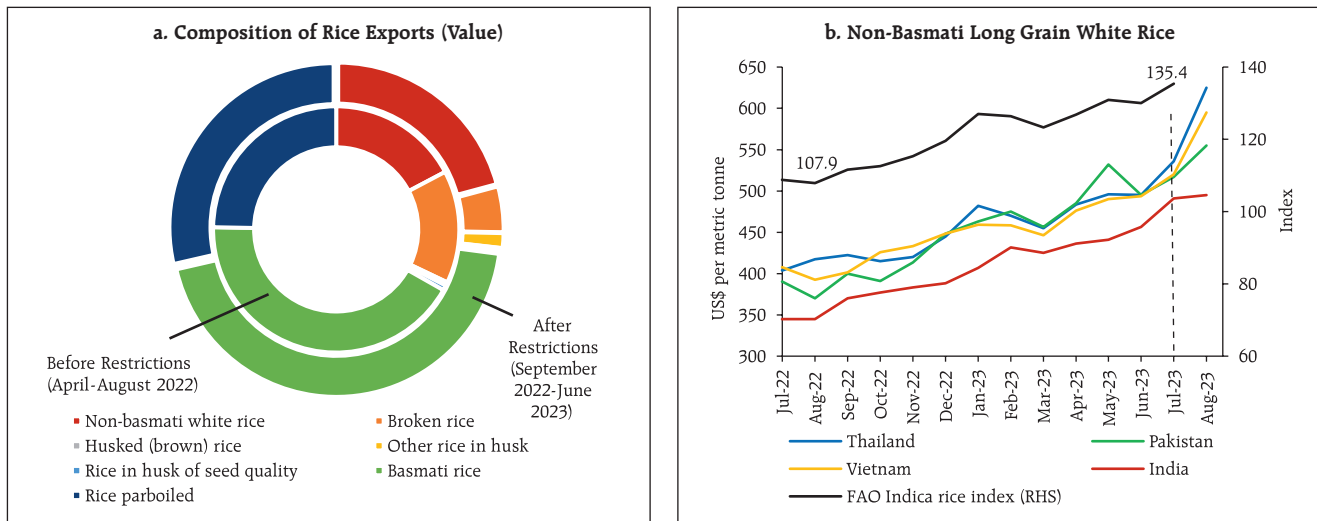 a. Composition of Rice Exports (Value)
Before Restrictions
(April-August 2022)
After
Restrictions
(September
2022-June
2023)
Non-basmati white rice
Broken rice
Husked (brown) rice
Other rice in husk
Rice in husk of seed quality
Basmati rice
Rice parboiled
b. Non-Basmati Long Grain White Rice
US$ per metric tonne
650
600
550
500
450
400
350
300
107.9
135.4
140
120
100
80
60
Index
Jul-22
Aug-22
Sep-22
Oct-22
Nov-22
Dec-22
Jan-23
Feb-23
Mar-23
Apr-23
May-23
Jun-23
Jul-23
Aug-23
Thailand
Pakistan
Vietnam
India
FAO Indica rice index (RHS)